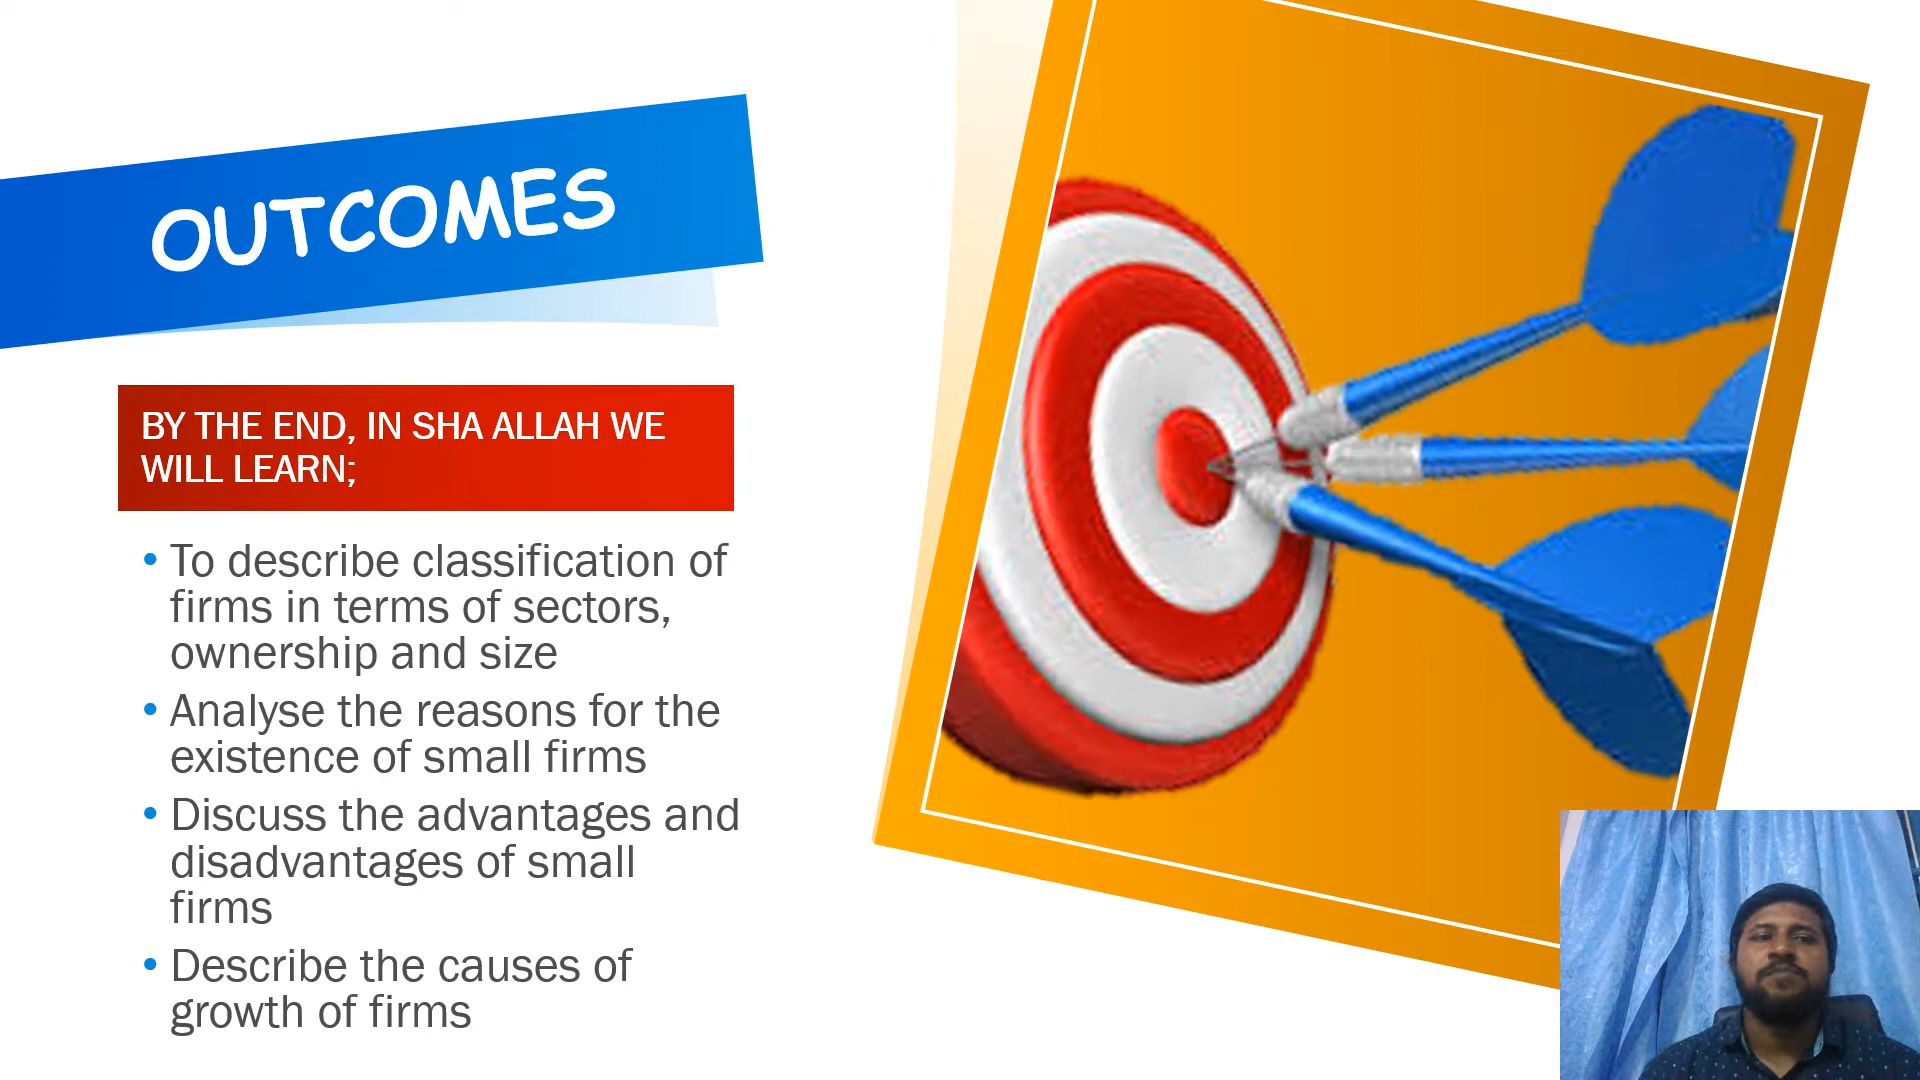 OUTCOMES
BY THE END, IN SHA ALLAH WE
WILL LEARN;
• To describe classification of
firms in terms of sectors,
ownership and size
• Analyse the reasons for the
existence of small firms
• Discuss the advantages and
disadvantages of small
firms
• Describe the causes of
growth of firms